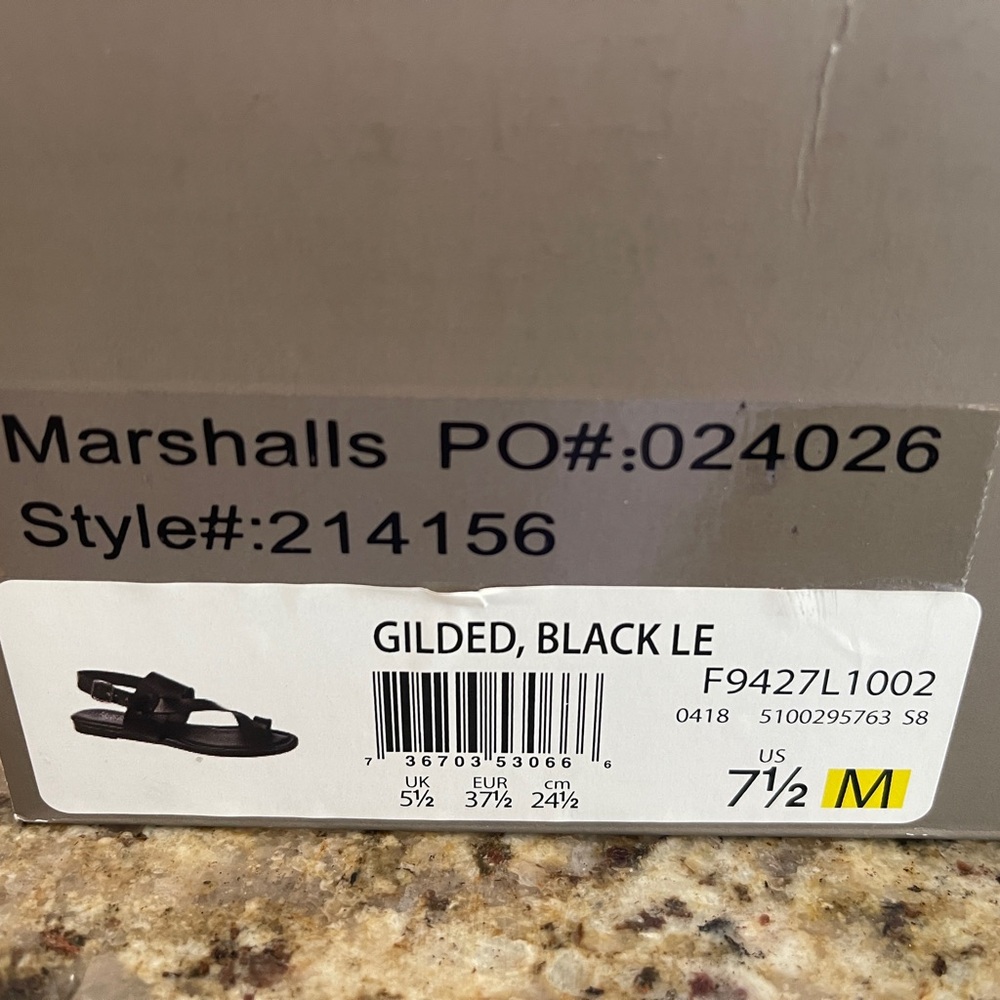 Marshalls PO#:024026
Style#:214156
GILDED, BLACK LE
F9427L1002
0418 5100295763 S8
7 36703 53066 6
UK EUR cm
5½ 37½ 24½
US
7½ M